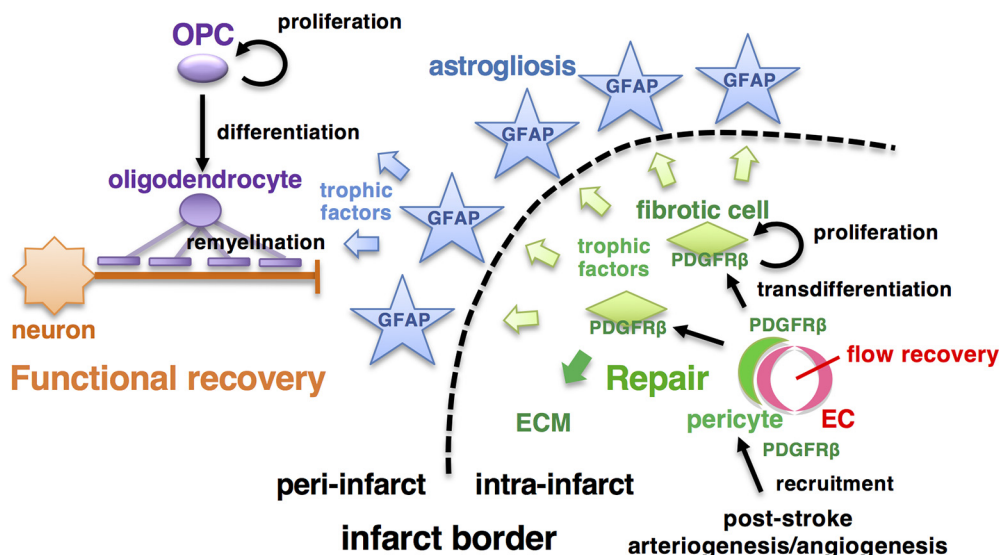 proliferation
OPC
differentiation
oligodendrocyte
remyelination
neuron
Functional recovery
trophic
factors
astrogliosis
GFAP
GFAP
GFAP
GFAP
GFAP
fibrotic cell
PDGFRβ
proliferation
trophic
factors
transdifferentiation
PDGFRβ
PDGFRβ
flow recovery
Repair
pericyte
EC
PDGFRβ
ECM
recruitment
post-stroke
arteriogenesis/angiogenesis
peri-infarct
intra-infarct
infarct border